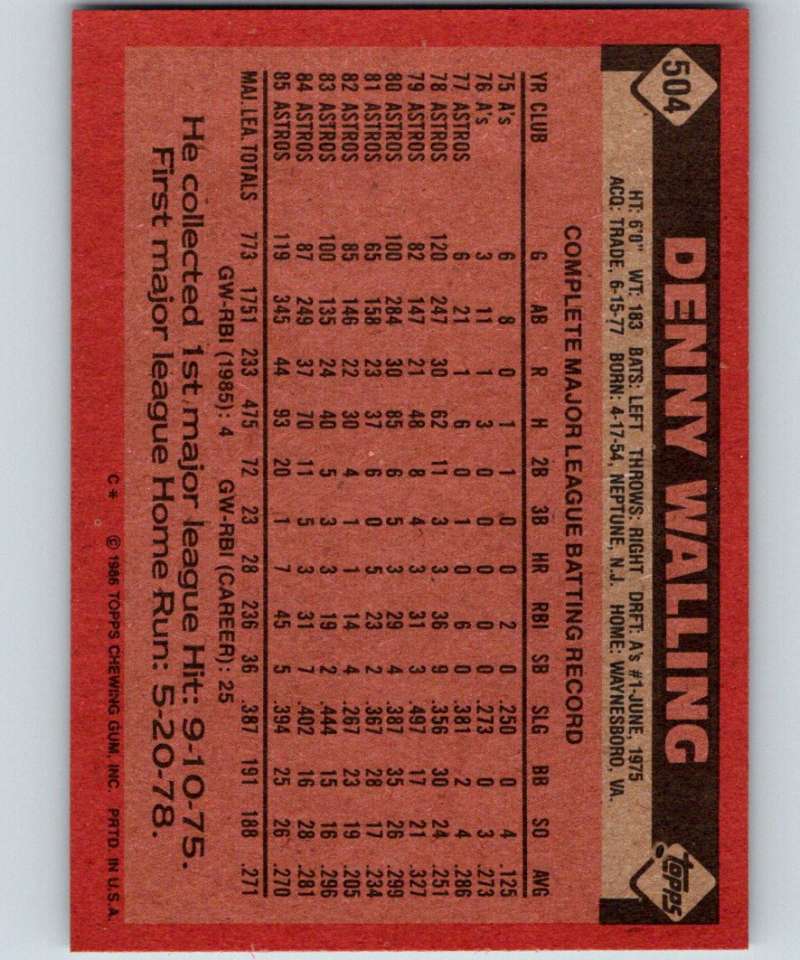 504
DENNY WALLING
topps
HT: 6'0" WT: 183 BATS: LEFT THROWS: RIGHT DRFT: A's #1-JUNE, 1975
ACQ: TRADE, 6-15-77 BORN: 4-17-54, NEPTUNE, N.J. HOME: WAYNESBORO, VA.
COMPLETE MAJOR LEAGUE BATTING RECORD
YR CLUB G AB R H 2B 3B HR RBI SB SLG BB SO AVG
75 A's 6 8 0 1 1 0 0 2 0 .250 0 4 .125
76 A's 3 11 1 3 0 0 0 0 0 .273 0 3 .273
77 ASTROS 6 21 1 6 0 1 0 6 0 .381 2 4 .286
78 ASTROS 120 247 30 62 11 3 3 36 9 .356 30 24 .251
79 ASTROS 82 147 21 48 8 4 3 31 3 .497 17 21 .327
80 ASTROS 100 284 30 85 6 5 3 29 4 .387 35 26 .299
81 ASTROS 65 158 23 37 6 0 5 23 2 .367 28 17 .234
82 ASTROS 85 146 22 30 4 1 1 14 4 .267 23 19 .205
83 ASTROS 100 135 24 40 5 3 3 19 2 .444 15 16 .296
84 ASTROS 87 249 37 70 11 5 3 31 7 .402 16 28 .281
85 ASTROS 119 345 44 93 20 1 7 45 5 .394 25 26 .270
MAJ. LEA. TOTALS 773 1751 233 475 72 23 28 236 36 .387 191 188 .271
GW-RBI (1985): 4 GW-RBI (CAREER): 25
He collected 1st major league Hit: 9-10-75.
First major league Home Run: 5-20-78.
C* © 1986 TOPPS CHEWING GUM, INC. PRTD. IN U.S.A.